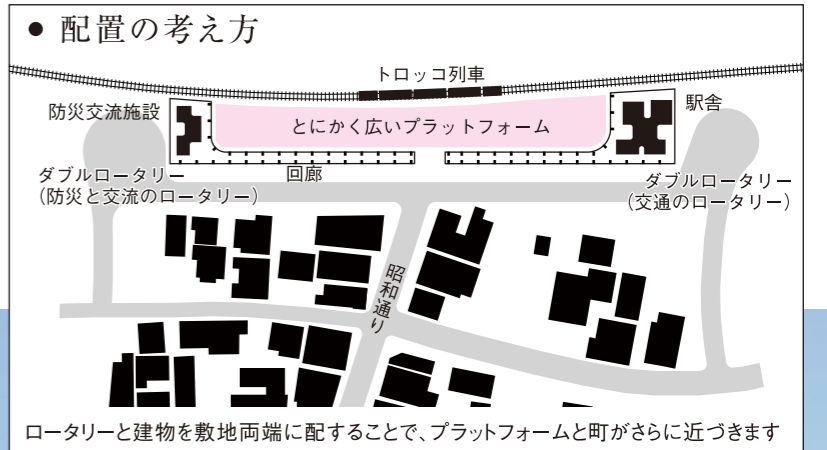 ● 配置の考え方
トロッコ列車
防災交流施設
駅舎
とにかく広いプラットフォーム
回廊
ダブルロータリー
（防災と交流のロータリー）
ダブルロータリー
（交通のロータリー）
昭和通り
ロータリーと建物を敷地両端に配することで、プラットフォームと町がさらに近づきます